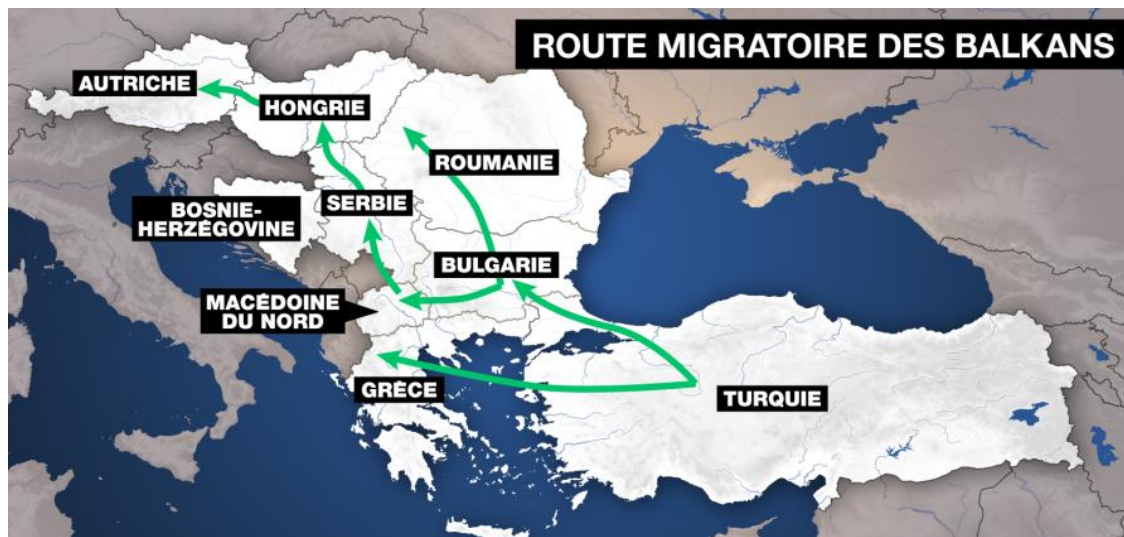 ROUTE MIGRATOIRE DES BALKANS
AUTRICHE
HONGRIE
ROUMANIE
SERBIE
BOSNIE-
HERZÉGOVINE
BULGARIE
MACÉDOINE
DU NORD
GRÈCE
TURQUIE